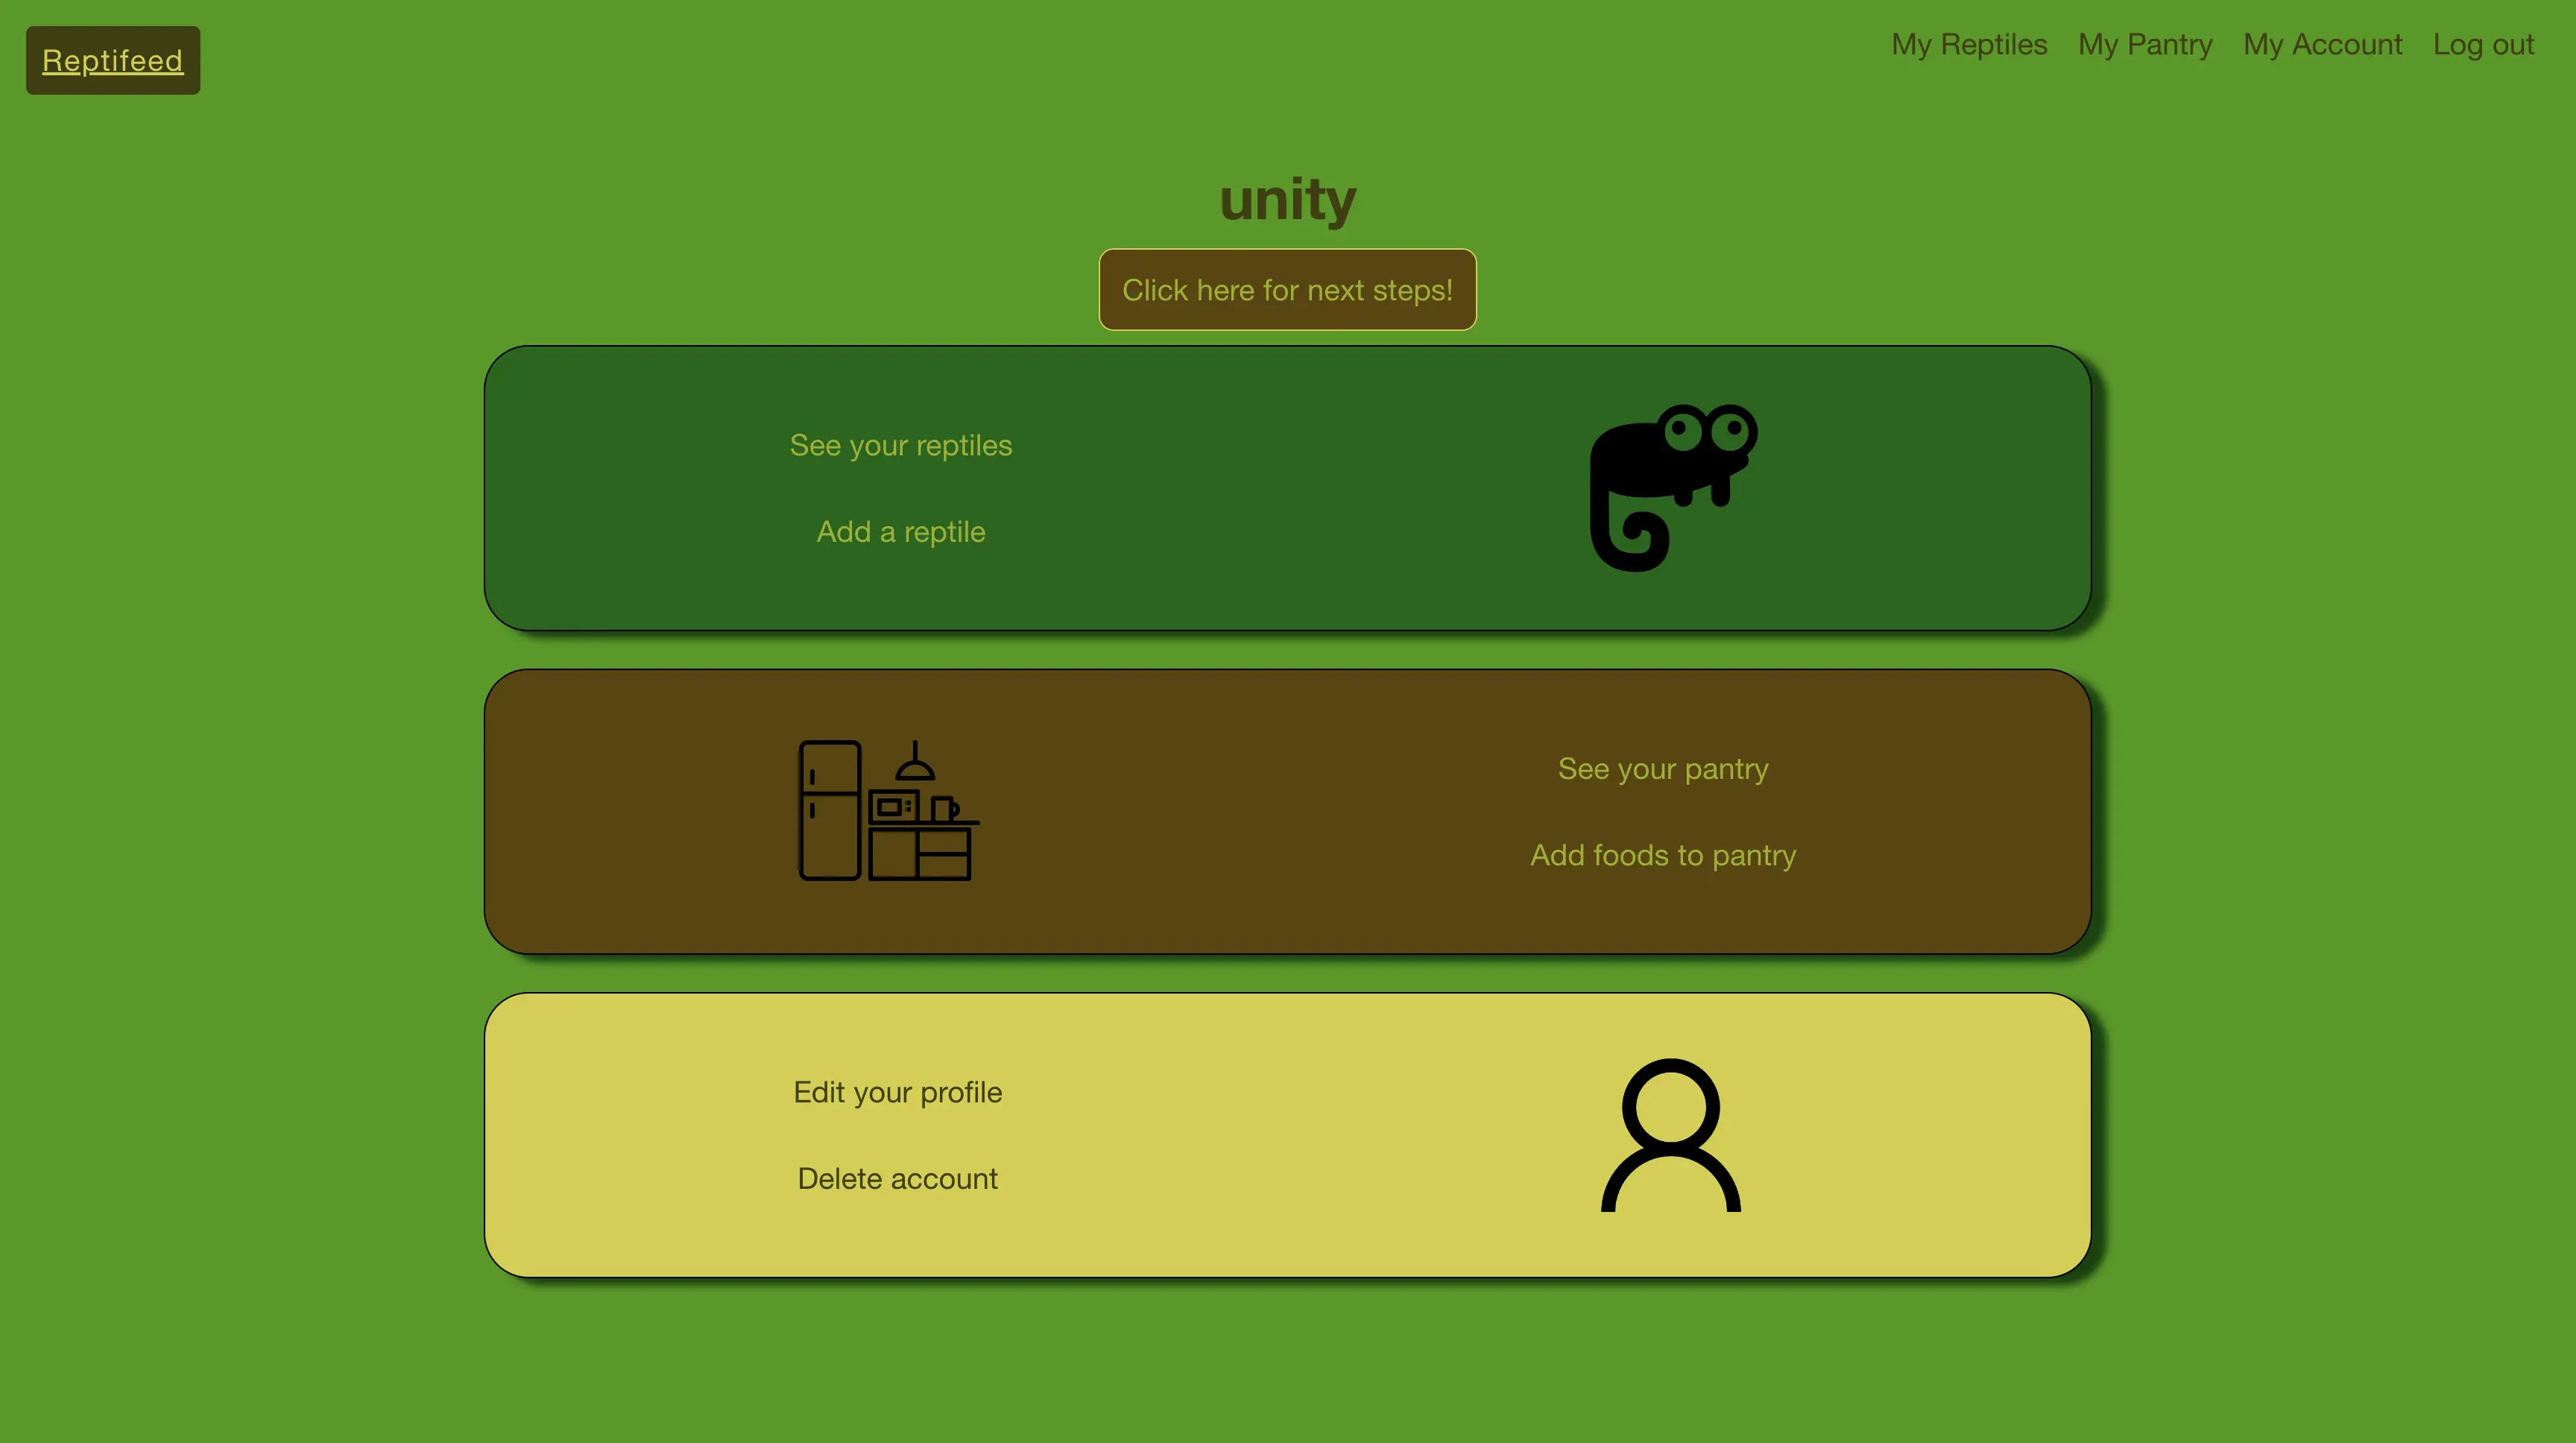 Reptifeed
My Reptiles
My Pantry
My Account
Log out
unity
Click here for next steps!
See your reptiles
Add a reptile
See your pantry
Add foods to pantry
Edit your profile
Delete account